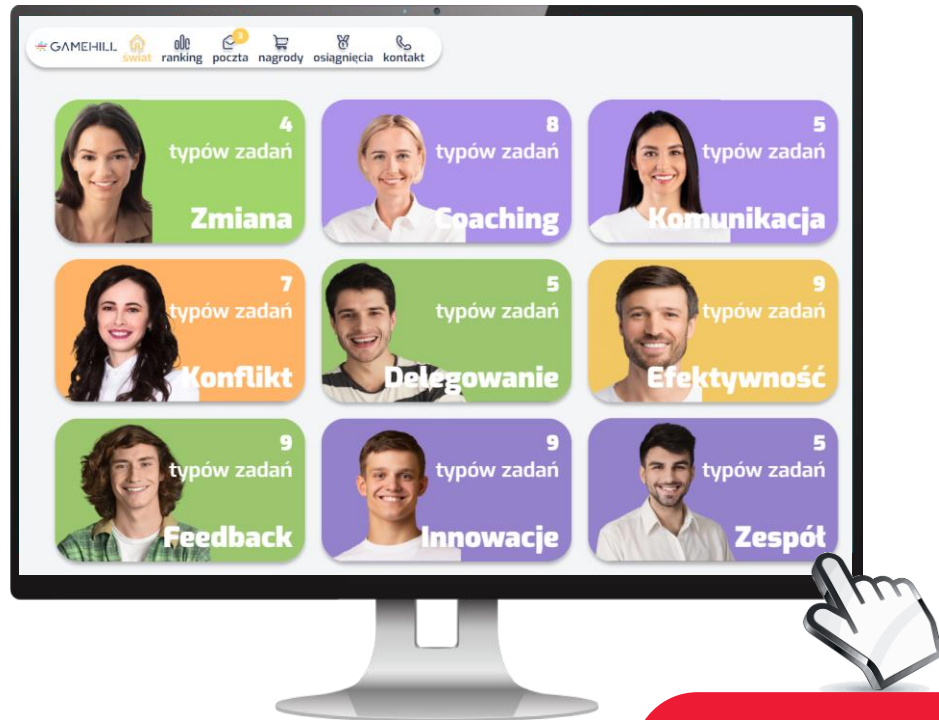 GAMEHILL
świat ranking poczta 3 nagrody osiągnięcia kontakt
4
typów zadań
Zmiana
8
typów zadań
Coaching
5
typów zadań
Komunikacja
7
typów zadań
Konflikt
5
typów zadań
Delegowanie
9
typów zadań
Efektywność
9
typów zadań
Feedback
9
typów zadań
Innowacje
5
typów zadań
Zespół